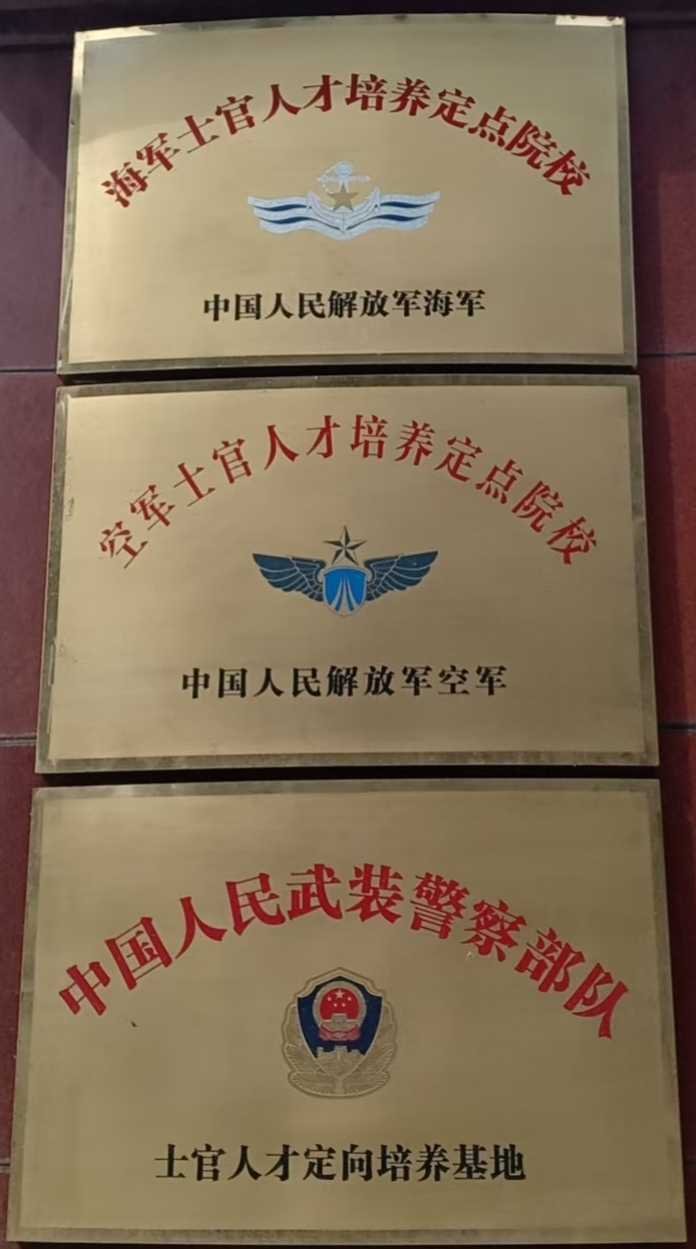 海军士官人才培养定点院校
中国人民解放军海军
空军士官人才培养定点院校
中国人民解放军空军
中国人民武装警察部队
士官人才定向培养基地